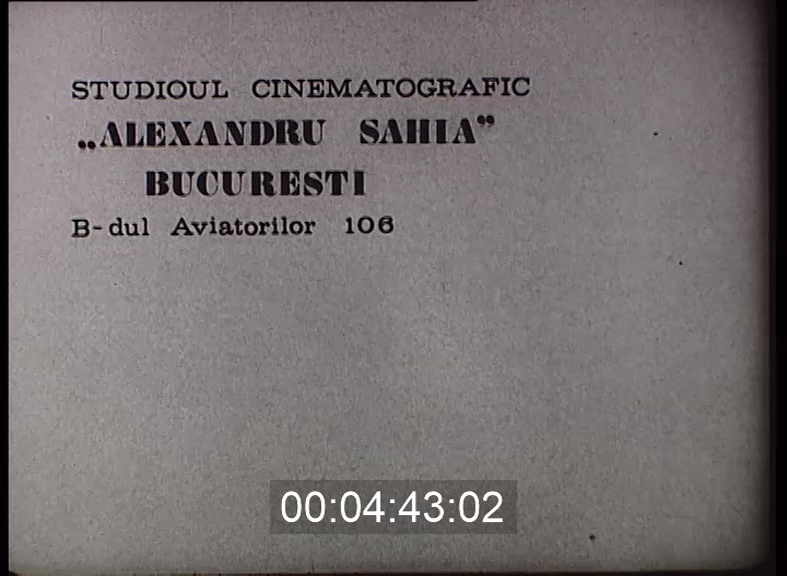 STUDIOUL CINEMATOGRAFIC
„ALEXANDRU SAHIA”
BUCURESTI
B-dul Aviatorilor 106
00:04:43:02